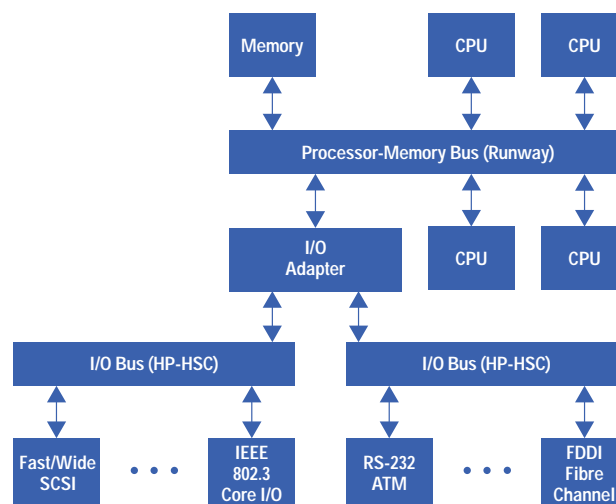 Memory
CPU
CPU
Processor-Memory Bus (Runway)
I/O
Adapter
CPU
CPU
I/O Bus (HP-HSC)
I/O Bus (HP-HSC)
Fast/Wide
SCSI
• • •
IEEE
802.3
Core I/O
RS-232
ATM
• • •
FDDI
Fibre
Channel